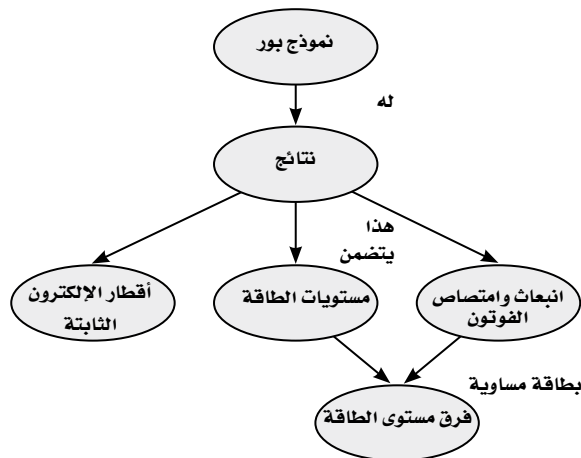 نموذج بور
له
نتائج
هذا
يتضمن
انبعاث وامتصاص
الفوتون
مستويات الطاقة
أقطار الإلكترون
الثابتة
بطاقة مساوية
فرق مستوى الطاقة